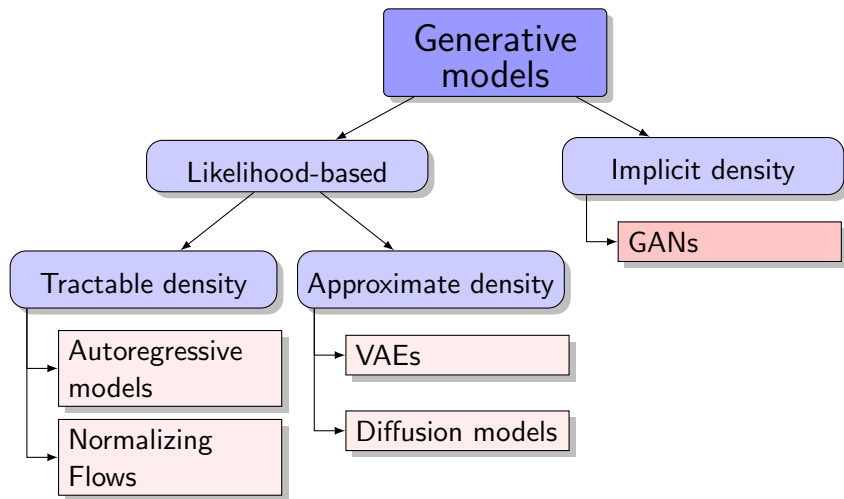 Generative
models
Likelihood-based
Implicit density
GANs
Tractable density
Approximate density
Autoregressive
models
VAEs
Normalizing
Flows
Diffusion models